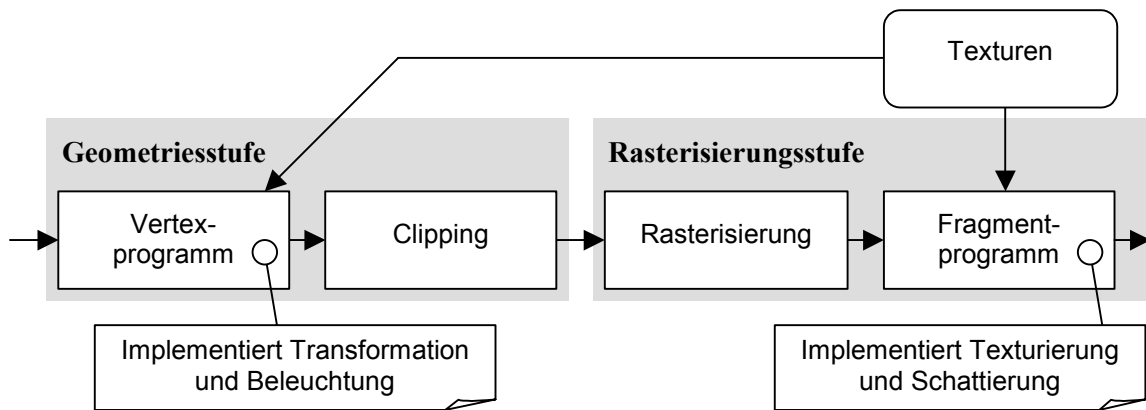 Texturen
Geometriesstufe
Rasterisierungsstufe
Vertex-
programm
Clipping
Rasterisierung
Fragment-
programm
Implementiert Transformation
und Beleuchtung
Implementiert Texturierung
und Schattierung